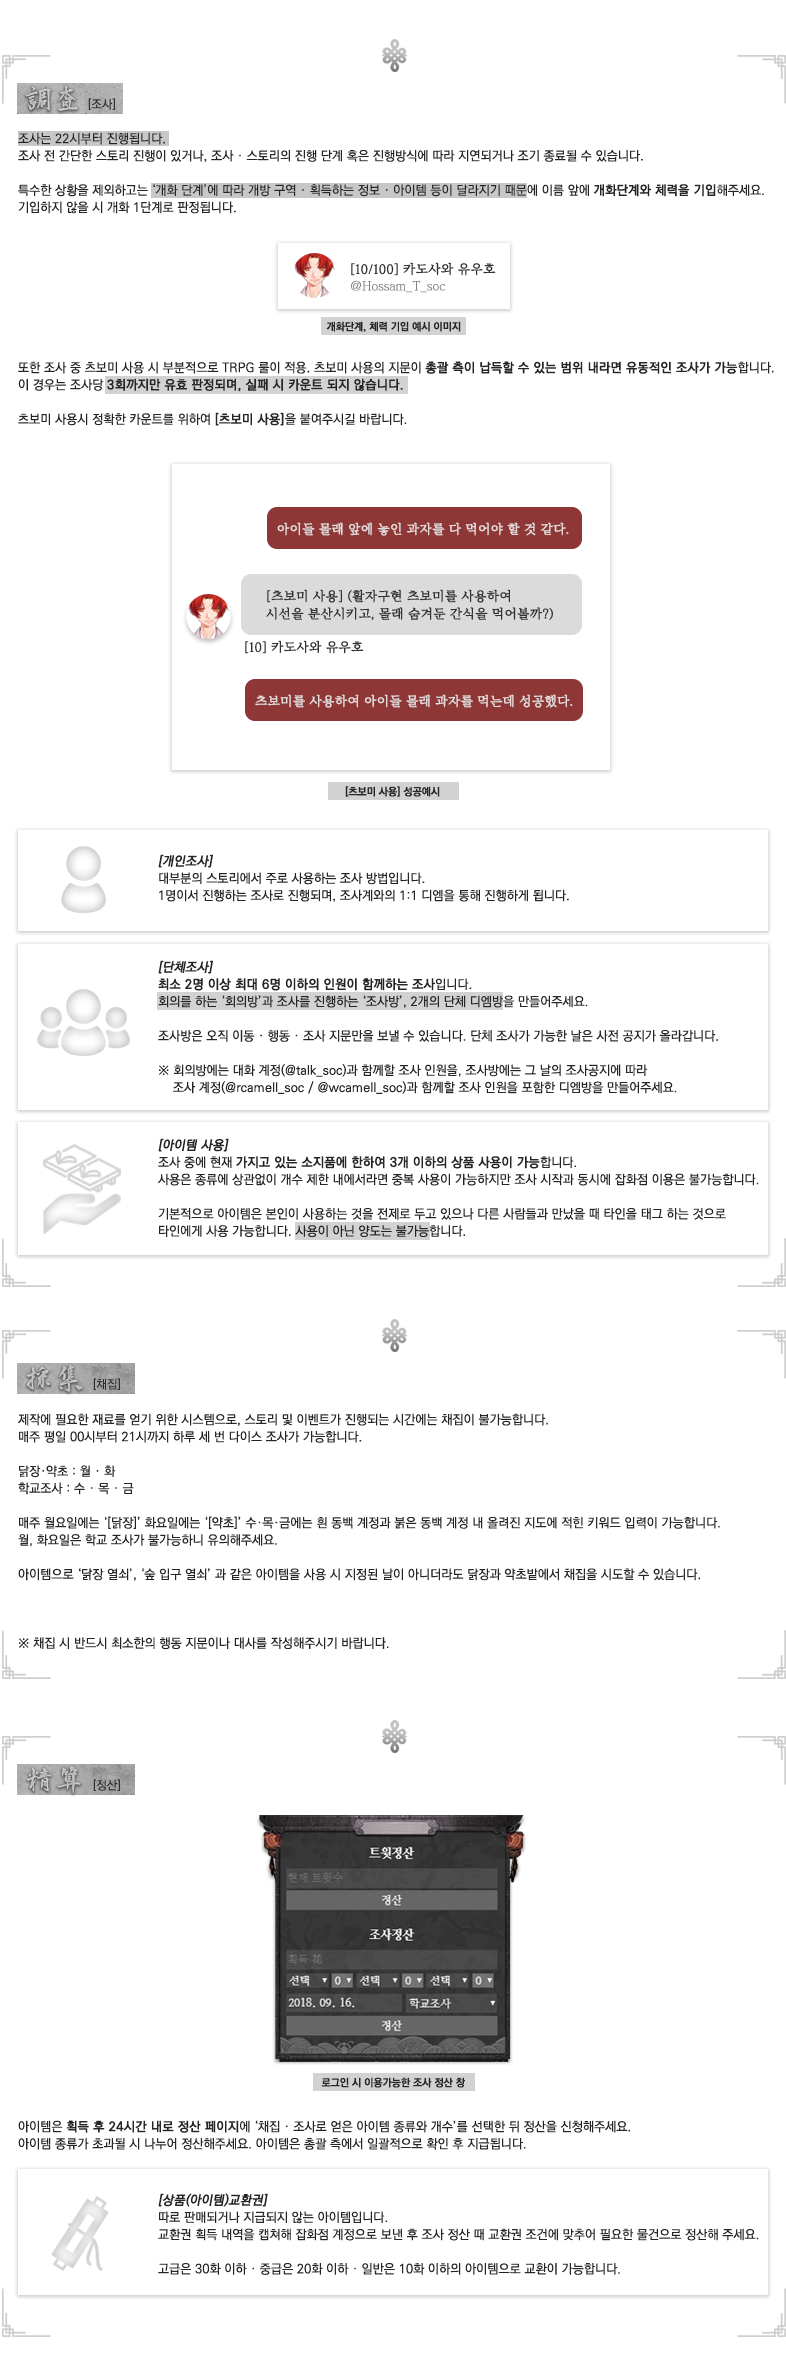 調査 [조사]
조사는 22시부터 진행됩니다.
조사 전 간단한 스토리 진행이 있거나, 조사 · 스토리의 진행 단계 혹은 진행방식에 따라 지연되거나 조기 종료될 수 있습니다.
특수한 상황을 제외하고는 '개화 단계'에 따라 개방 구역 · 획득하는 정보 · 아이템 등이 달라지기 때문에 이름 앞에 개화단계와 체력을 기입해주세요.
기입하지 않을 시 개화 1단계로 판정됩니다.
[10/100] 카도사와 유우호
@Hossam_T_soc
개화단계, 체력 기입 예시 이미지
또한 조사 중 츠보미 사용 시 부분적으로 TRPG 룰이 적용. 츠보미 사용의 지문이 총괄 측이 납득할 수 있는 범위 내라면 유동적인 조사가 가능합니다.
이 경우는 조사당 3회까지만 유효 판정되며, 실패 시 카운트 되지 않습니다.
츠보미 사용시 정확한 카운트를 위하여 [츠보미 사용]을 붙여주시길 바랍니다.
아이들 몰래 앞에 놓인 과자를 다 먹어야 할 것 같다.
[츠보미 사용] (활자구현 츠보미를 사용하여
시선을 분산시키고, 몰래 숨겨둔 간식을 먹어볼까?)
[10] 카도사와 유우호
츠보미를 사용하여 아이들 몰래 과자를 먹는데 성공했다.
[츠보미 사용] 성공예시
[개인조사]
대부분의 스토리에서 주로 사용하는 조사 방법입니다.
1명이서 진행하는 조사로 진행되며, 조사계와의 1:1 디엠을 통해 진행하게 됩니다.
[단체조사]
최소 2명 이상 최대 6명 이하의 인원이 함께하는 조사입니다.
회의를 하는 '회의방'과 조사를 진행하는 '조사방', 2개의 단체 디엠방을 만들어주세요.
조사방은 오직 이동 · 행동 · 조사 지문만을 보낼 수 있습니다. 단체 조사가 가능한 날은 사전 공지가 올라갑니다.
※ 회의방에는 대화 계정(@talk_soc)과 함께할 조사 인원을, 조사방에는 그 날의 조사공지에 따라
조사 계정(@rcamell_soc / @wcamell_soc)과 함께할 조사 인원을 포함한 디엠방을 만들어주세요.
[아이템 사용]
조사 중에 현재 가지고 있는 소지품에 한하여 3개 이하의 상품 사용이 가능합니다.
사용은 종류에 상관없이 개수 제한 내에서라면 중복 사용이 가능하지만 조사 시작과 동시에 잡화점 이용은 불가능합니다.
기본적으로 아이템은 본인이 사용하는 것을 전제로 두고 있으나 다른 사람들과 만났을 때 타인을 태그 하는 것으로
타인에게 사용 가능합니다. 사용이 아닌 양도는 불가능합니다.
採集 [채집]
제작에 필요한 재료를 얻기 위한 시스템으로, 스토리 및 이벤트가 진행되는 시간에는 채집이 불가능합니다.
매주 평일 00시부터 21시까지 하루 세 번 다이스 조사가 가능합니다.
닭장·약초 : 월 · 화
학교조사 : 수 · 목 · 금
매주 월요일에는 '[닭장]' 화요일에는 '[약초]' 수·목·금에는 흰 동백 계정과 붉은 동백 계정 내 올려진 지도에 적힌 키워드 입력이 가능합니다.
월, 화요일은 학교 조사가 불가능하니 유의해주세요.
아이템으로 '닭장 열쇠', '숲 입구 열쇠' 과 같은 아이템을 사용 시 지정된 날이 아니더라도 닭장과 약초밭에서 채집을 시도할 수 있습니다.
※ 채집 시 반드시 최소한의 행동 지문이나 대사를 작성해주시기 바랍니다.
精算 [정산]
트윗정산
현재 트윗수
정산
조사정산
획득 花
선택 ▼ 0 ▼ 선택 ▼ 0 ▼ 선택 ▼ 0 ▼
2018. 09. 16. 학교조사 ▼
정산
로그인 시 이용가능한 조사 정산 창
아이템은 획득 후 24시간 내로 정산 페이지에 '채집 · 조사로 얻은 아이템 종류와 개수'를 선택한 뒤 정산을 신청해주세요.
아이템 종류가 초과될 시 나누어 정산해주세요. 아이템은 총괄 측에서 일괄적으로 확인 후 지급됩니다.
[상품(아이템)교환권]
따로 판매되거나 지급되지 않는 아이템입니다.
교환권 획득 내역을 캡쳐해 잡화점 계정으로 보낸 후 조사 정산 때 교환권 조건에 맞추어 필요한 물건으로 정산해 주세요.
고급은 30화 이하 · 중급은 20화 이하 · 일반은 10화 이하의 아이템으로 교환이 가능합니다.